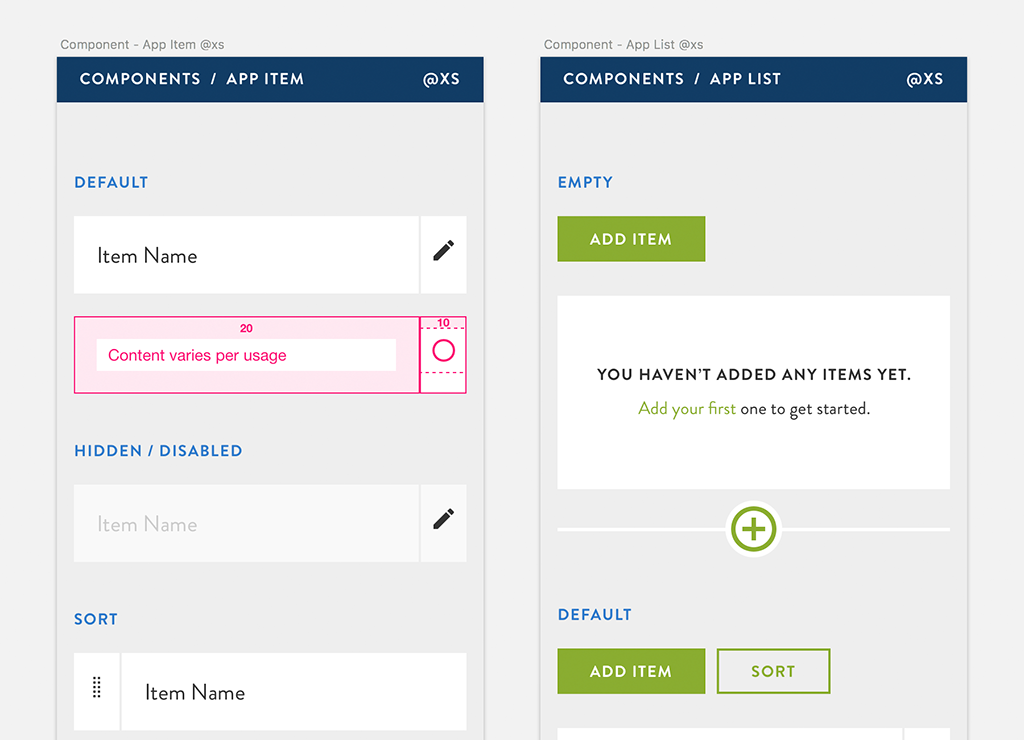 Component - App Item @xs
COMPONENTS / APP ITEM @XS
DEFAULT
Item Name
20 10
Content varies per usage
HIDDEN / DISABLED
Item Name
SORT
Item Name
Component - App List @xs
COMPONENTS / APP LIST @XS
EMPTY
ADD ITEM
YOU HAVEN’T ADDED ANY ITEMS YET.
Add your first one to get started.
DEFAULT
ADD ITEM SORT